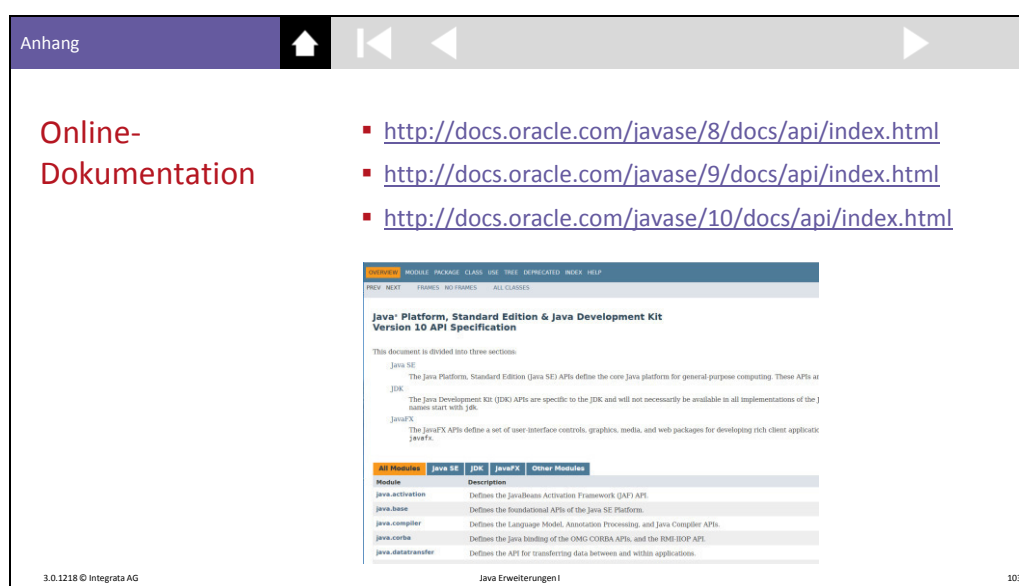 Anhang
Online-
Dokumentation
▪ http://docs.oracle.com/javase/8/docs/api/index.html
▪ http://docs.oracle.com/javase/9/docs/api/index.html
▪ http://docs.oracle.com/javase/10/docs/api/index.html
OVERVIEW MODULE PACKAGE CLASS USE TREE DEPRECATED INDEX HELP
PREV NEXT FRAMES NO FRAMES ALL CLASSES
Java® Platform, Standard Edition & Java Development Kit
Version 10 API Specification
This document is divided into three sections:
Java SE
The Java Platform, Standard Edition (Java SE) APIs define the core Java platform for general-purpose computing. These APIs ar
JDK
The Java Development Kit (JDK) APIs are specific to the JDK and will not necessarily be available in all implementations of the J
names start with jdk.
JavaFX
The JavaFX APIs define a set of user-interface controls, graphics, media, and web packages for developing rich client applicatio
javafx.
All Modules Java SE JDK JavaFX Other Modules
Module Description
java.activation Defines the JavaBeans Activation Framework (JAF) API.
java.base Defines the foundational APIs of the Java SE Platform.
java.compiler Defines the Language Model, Annotation Processing, and Java Compiler APIs.
java.corba Defines the Java binding of the OMG CORBA APIs, and the RMI-IIOP API.
java.datatransfer Defines the API for transferring data between and within applications.
3.0.1218 © Integrata AG Java Erweiterungen I 103